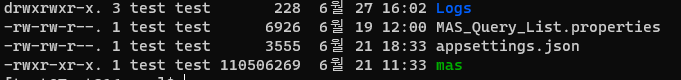 drwxrwxr-x. 3 test test 228 6월 27 16:02 Logs
-rw-rw-r--. 1 test test 6926 6월 19 12:00 MAS_Query_List.properties
-rw-rw-r--. 1 test test 3555 6월 21 18:33 appsettings.json
-rwxrwxr-x. 1 test test 110506269 6월 21 11:33 mas